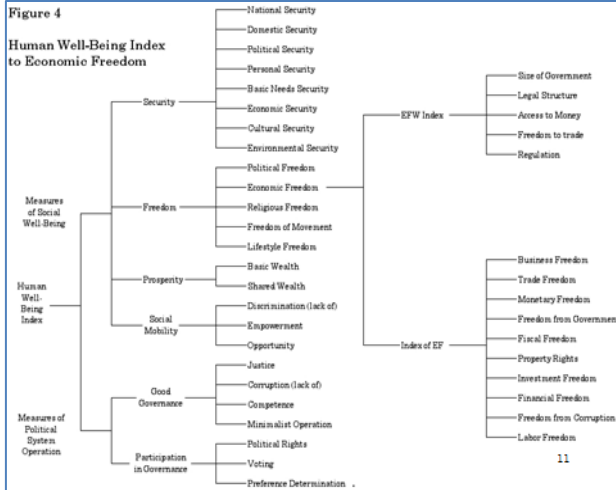 Figure 4
Human Well-Being Index
to Economic Freedom
Human
Well-
Being
Index
Measures
of Social
Well-Being
Measures of
Political
System
Operation
Security
Freedom
Prosperity
Social
Mobility
Good
Governance
Participation
in Governance
National Security
Domestic Security
Political Security
Personal Security
Basic Needs Security
Economic Security
Cultural Security
Environmental Security
Political Freedom
Economic Freedom
Religious Freedom
Freedom of Movement
Lifestyle Freedom
Basic Wealth
Shared Wealth
Discrimination (lack of)
Empowerment
Opportunity
Justice
Corruption (lack of)
Competence
Minimalist Operation
Political Rights
Voting
Preference Determination
EFW Index
Size of Government
Legal Structure
Access to Money
Freedom to trade
Regulation
Index of EF
Business Freedom
Trade Freedom
Monetary Freedom
Freedom from Government
Fiscal Freedom
Property Rights
Investment Freedom
Financial Freedom
Freedom from Corruption
Labor Freedom
11